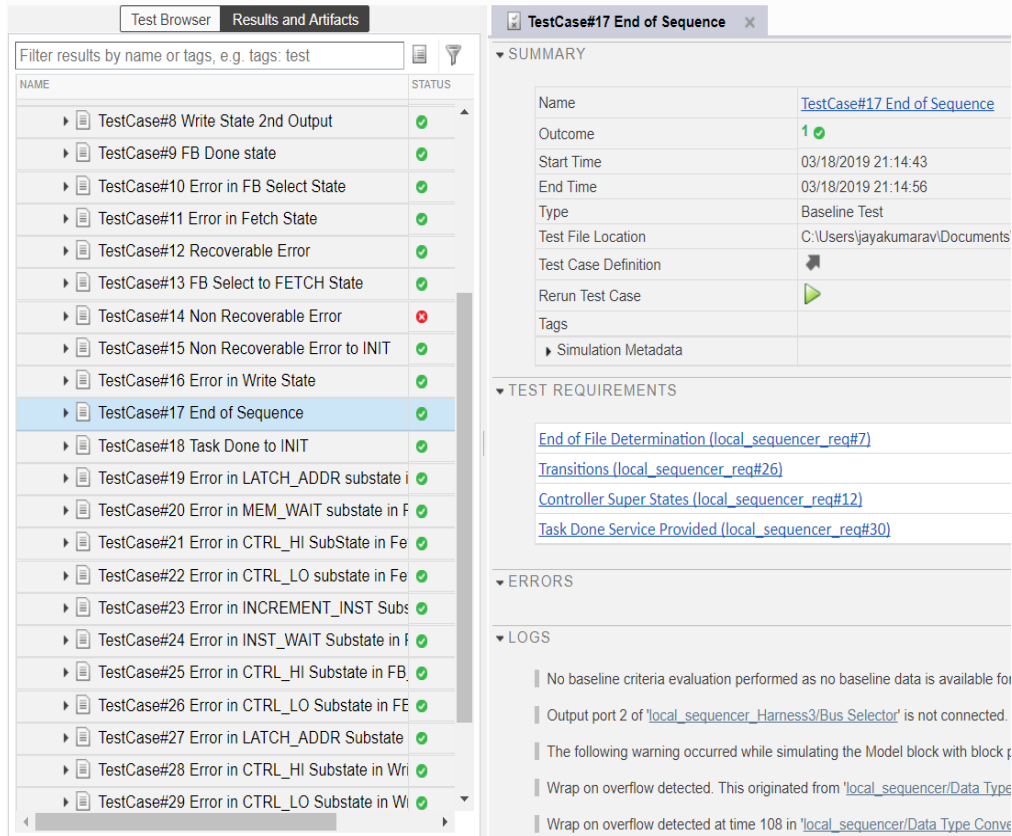 Test Browser
Results and Artifacts
Filter results by name or tags, e.g. tags: test
NAME STATUS
TestCase#8 Write State 2nd Output
TestCase#9 FB Done state
TestCase#10 Error in FB Select State
TestCase#11 Error in Fetch State
TestCase#12 Recoverable Error
TestCase#13 FB Select to FETCH State
TestCase#14 Non Recoverable Error
TestCase#15 Non Recoverable Error to INIT
TestCase#16 Error in Write State
TestCase#17 End of Sequence
TestCase#18 Task Done to INIT
TestCase#19 Error in LATCH_ADDR substate i
TestCase#20 Error in MEM_WAIT substate in F
TestCase#21 Error in CTRL_HI SubState in Fe
TestCase#22 Error in CTRL_LO substate in Fe
TestCase#23 Error in INCREMENT_INST Subs
TestCase#24 Error in INST_WAIT Substate in F
TestCase#25 Error in CTRL_HI Substate in FB_
TestCase#26 Error in CTRL_LO Substate in FE
TestCase#27 Error in LATCH_ADDR Substate
TestCase#28 Error in CTRL_HI Substate in Wri
TestCase#29 Error in CTRL_LO Substate in Wr
TestCase#17 End of Sequence
SUMMARY
Name TestCase#17 End of Sequence
Outcome 1
Start Time 03/18/2019 21:14:43
End Time 03/18/2019 21:14:56
Type Baseline Test
Test File Location C:\Users\jayakumarav\Documents\
Test Case Definition
Rerun Test Case
Tags
Simulation Metadata
TEST REQUIREMENTS
End of File Determination (local_sequencer_req#7)
Transitions (local_sequencer_req#26)
Controller Super States (local_sequencer_req#12)
Task Done Service Provided (local_sequencer_req#30)
ERRORS
LOGS
No baseline criteria evaluation performed as no baseline data is available for
Output port 2 of 'local_sequencer_Harness3/Bus Selector' is not connected.
The following warning occurred while simulating the Model block with block p
Wrap on overflow detected. This originated from 'local_sequencer/Data Type
Wrap on overflow detected at time 108 in 'local_sequencer/Data Type Conve